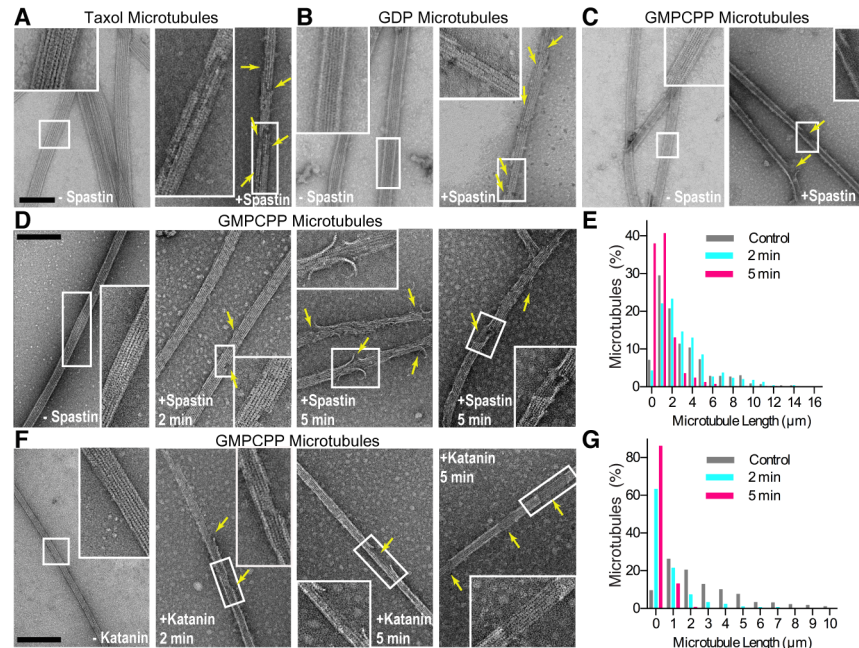 A Taxol Microtubules
- Spastin
+Spastin
B GDP Microtubules
- Spastin
+Spastin
C GMPCPP Microtubules
- Spastin
+Spastin
D GMPCPP Microtubules
- Spastin
+Spastin
2 min
+Spastin
5 min
+Spastin
5 min
E
Microtubules (%)
40
30
20
10
0
Control
2 min
5 min
0 2 4 6 8 10 12 14 16
Microtubule Length (µm)
F GMPCPP Microtubules
- Katanin
+Katanin
2 min
+Katanin
5 min
+Katanin
5 min
G
Microtubules (%)
80
60
40
20
0
Control
2 min
5 min
0 1 2 3 4 5 6 7 8 9 10
Microtubule Length (µm)